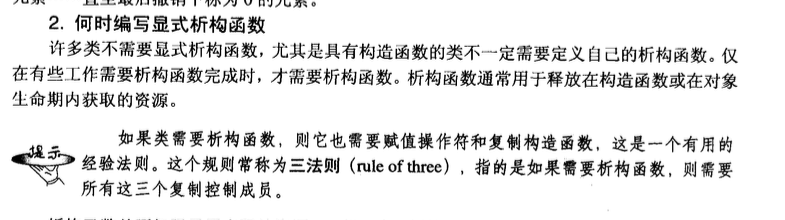 2. 何时编写显式析构函数
许多类不需要显式析构函数，尤其是具有构造函数的类不一定需要定义自己的析构函数。仅
在有些工作需要析构函数完成时，才需要析构函数。析构函数通常用于释放在构造函数或在对象
生命期内获取的资源。
提示
如果类需要析构函数，则它也需要赋值操作符和复制构造函数，这是一个有用的
经验法则。这个规则常称为三法则（rule of three），指的是如果需要析构函数，则需要
所有这三个复制控制成员。